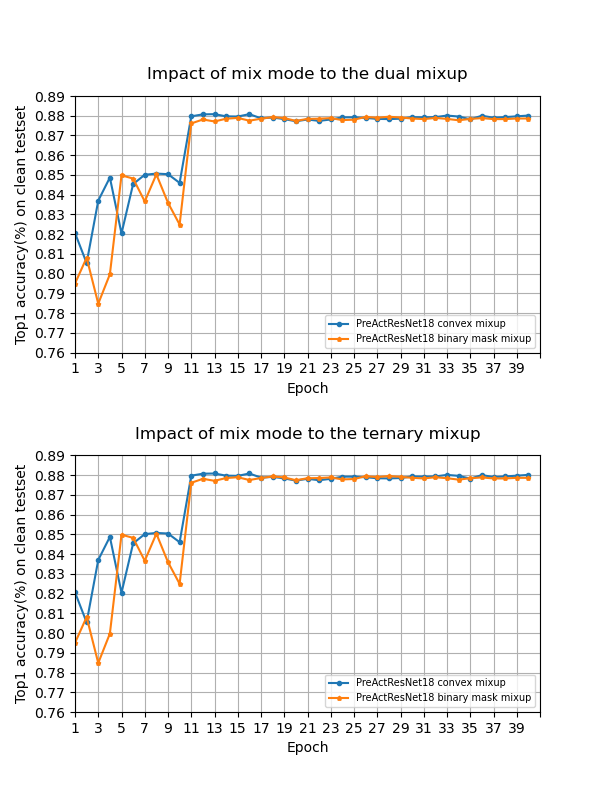 Impact of mix mode to the dual mixup
Top1 accuracy(%) on clean testset
0.89
0.88
0.87
0.86
0.85
0.84
0.83
0.82
0.81
0.80
0.79
0.78
0.77
0.76
PreActResNet18 convex mixup
PreActResNet18 binary mask mixup
1 3 5 7 9 11 13 15 17 19 21 23 25 27 29 31 33 35 37 39
Epoch
Impact of mix mode to the ternary mixup
Top1 accuracy(%) on clean testset
0.89
0.88
0.87
0.86
0.85
0.84
0.83
0.82
0.81
0.80
0.79
0.78
0.77
0.76
PreActResNet18 convex mixup
PreActResNet18 binary mask mixup
1 3 5 7 9 11 13 15 17 19 21 23 25 27 29 31 33 35 37 39
Epoch